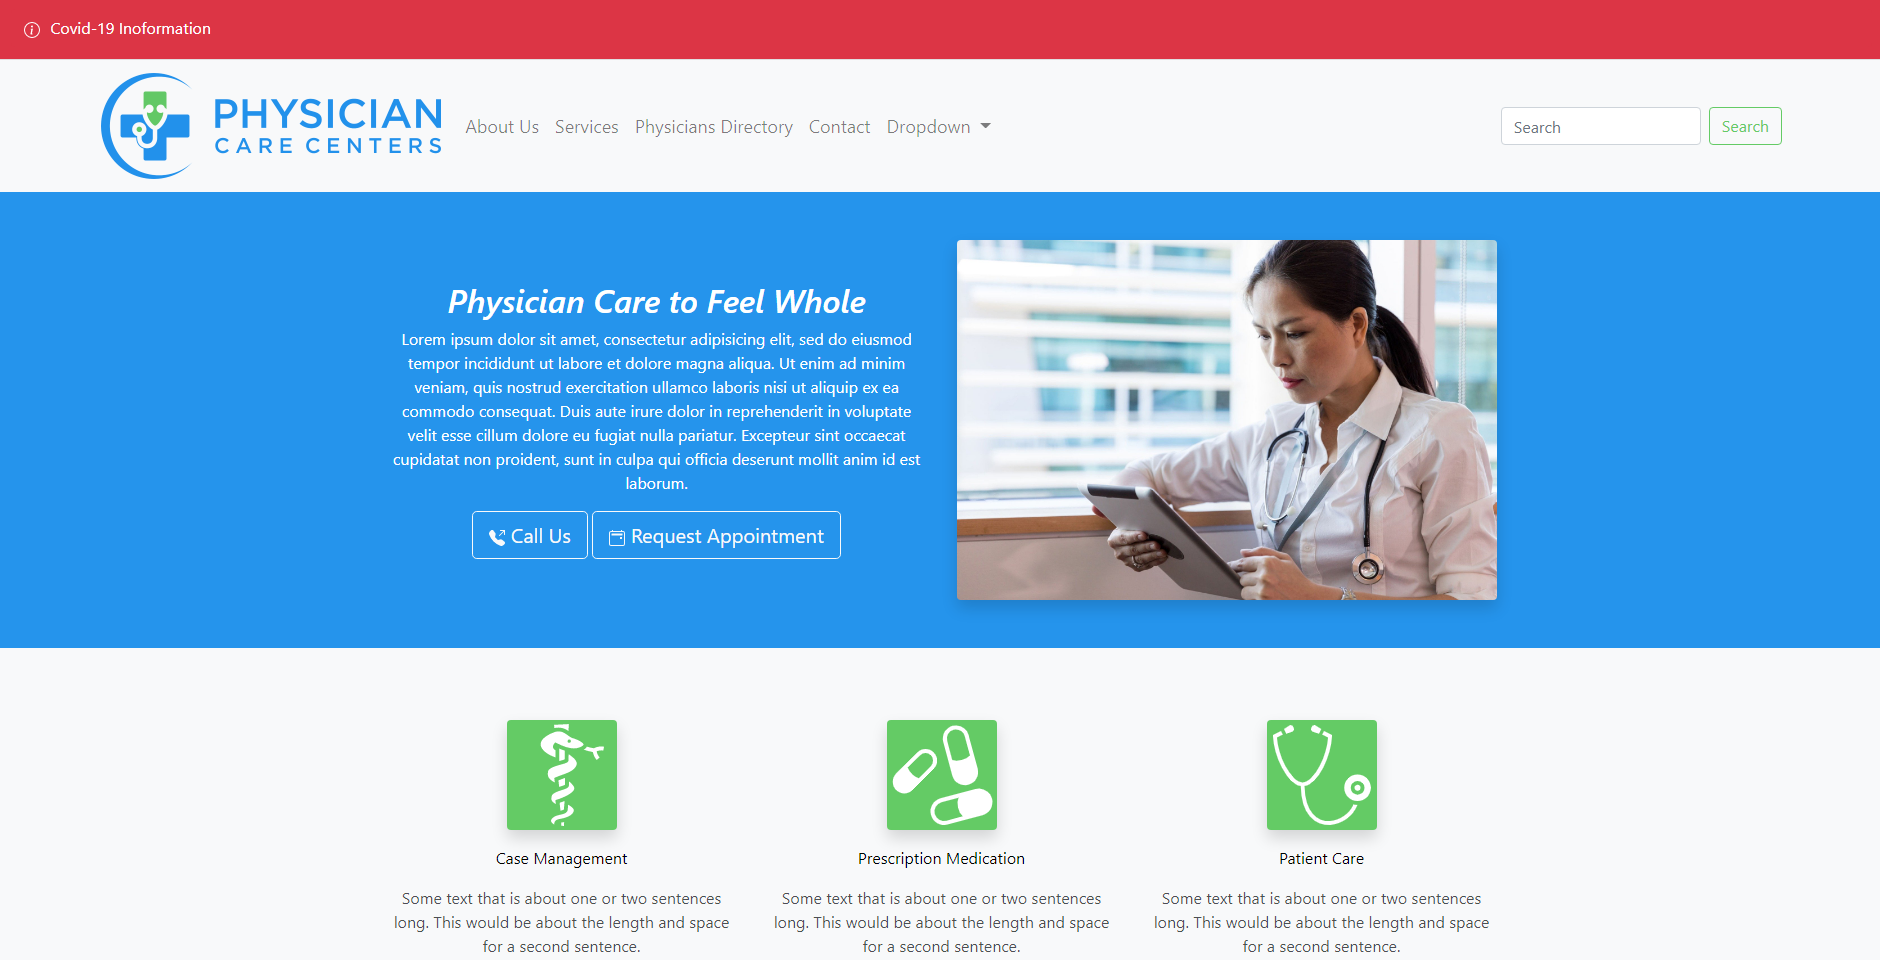 Covid-19 Inoformation
PHYSICIAN
CARE CENTERS
About Us Services Physicians Directory Contact Dropdown
Search Search
Physician Care to Feel Whole
Lorem ipsum dolor sit amet, consectetur adipisicing elit, sed do eiusmod
tempor incididunt ut labore et dolore magna aliqua. Ut enim ad minim
veniam, quis nostrud exercitation ullamco laboris nisi ut aliquip ex ea
commodo consequat. Duis aute irure dolor in reprehenderit in voluptate
velit esse cillum dolore eu fugiat nulla pariatur. Excepteur sint occaecat
cupidatat non proident, sunt in culpa qui officia deserunt mollit anim id est
laborum.
Call Us Request Appointment
Case Management
Some text that is about one or two sentences
long. This would be about the length and space
for a second sentence.
Prescription Medication
Some text that is about one or two sentences
long. This would be about the length and space
for a second sentence.
Patient Care
Some text that is about one or two sentences
long. This would be about the length and space
for a second sentence.